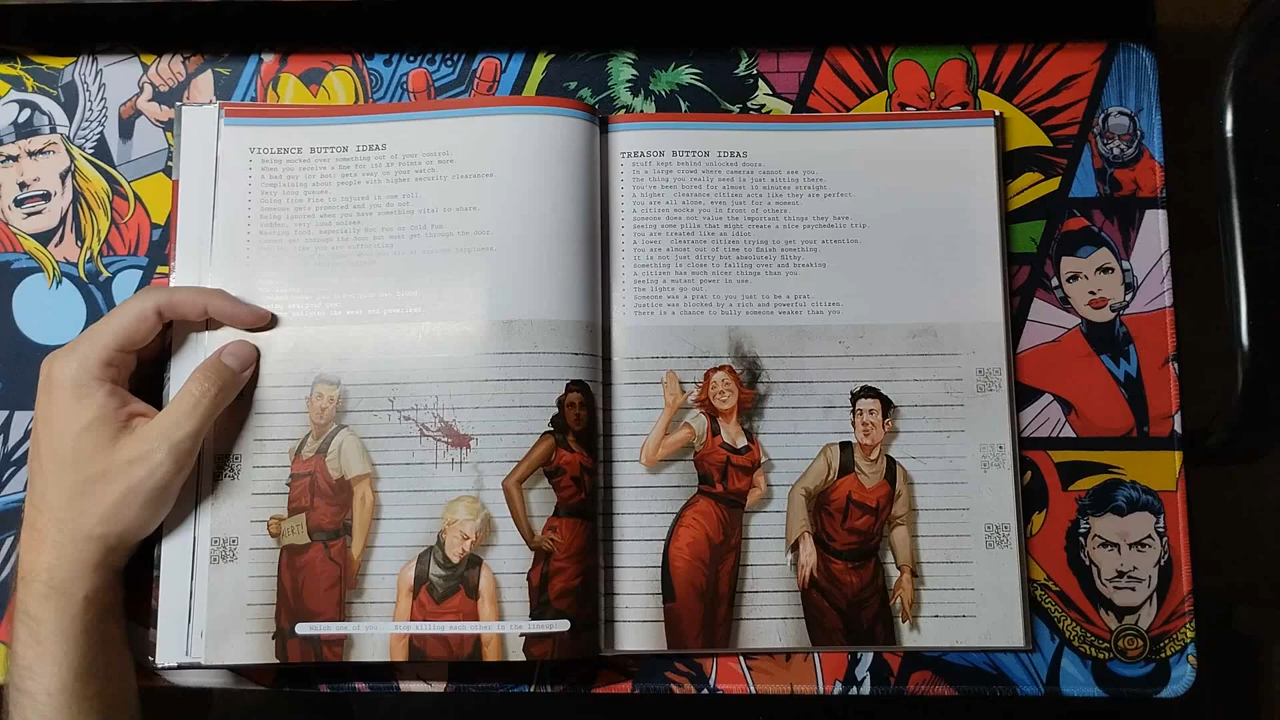 VIOLENCE BUTTON IDEAS
• Being mocked over something out of your control.
• When you receive a fine for 150 XP Points or more.
• A bad guy (or bot) gets away on your watch.
• Complaining about people with higher security clearances.
• Very long queues.
• Going from Fine to Injured in one roll.
• Someone gets promoted and you do not.
• Being ignored when you have something vital to share.
• Sudden, very loud noises.
• Wasting food, especially Hot Fun or Cold Fun.
• Cannot get through the door but must get through the door.
bullying the weak and powerless.
ALERT!
Which one of you... Stop killing each other in the lineup!
TREASON BUTTON IDEAS
• Stuff kept behind unlocked doors.
• In a large crowd where cameras cannot see you.
• The thing you really need is just sitting there.
• You've been bored for almost 10 minutes straight.
• A higher clearance citizen acts like they are perfect.
• You are all alone, even just for a moment.
• A citizen mocks you in front of others.
• Someone does not value the important things they have.
• Seeing some pills that might create a nice psychedelic trip.
• You are treated like an idiot.
• A lower clearance citizen trying to get your attention.
• You are almost out of time to finish something.
• It is not just dirty but absolutely filthy.
• Something is close to falling over and breaking
• A citizen has much nicer things than you.
• Seeing a mutant power in use.
• The lights go out.
• Someone was a prat to you just to be a prat.
• Justice was blocked by a rich and powerful citizen.
• There is a chance to bully someone weaker than you
W